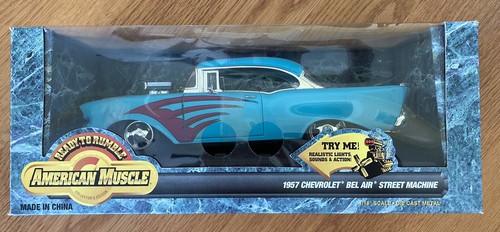 READY TO RUMBLE
AMERICAN MUSCLE
TRY ME!
REALISTIC LIGHTS
SOUNDS & ACTION
1957 CHEVROLET® BEL AIR® STREET MACHINE
MADE IN CHINA
1:18 SCALE • DIE CAST METAL